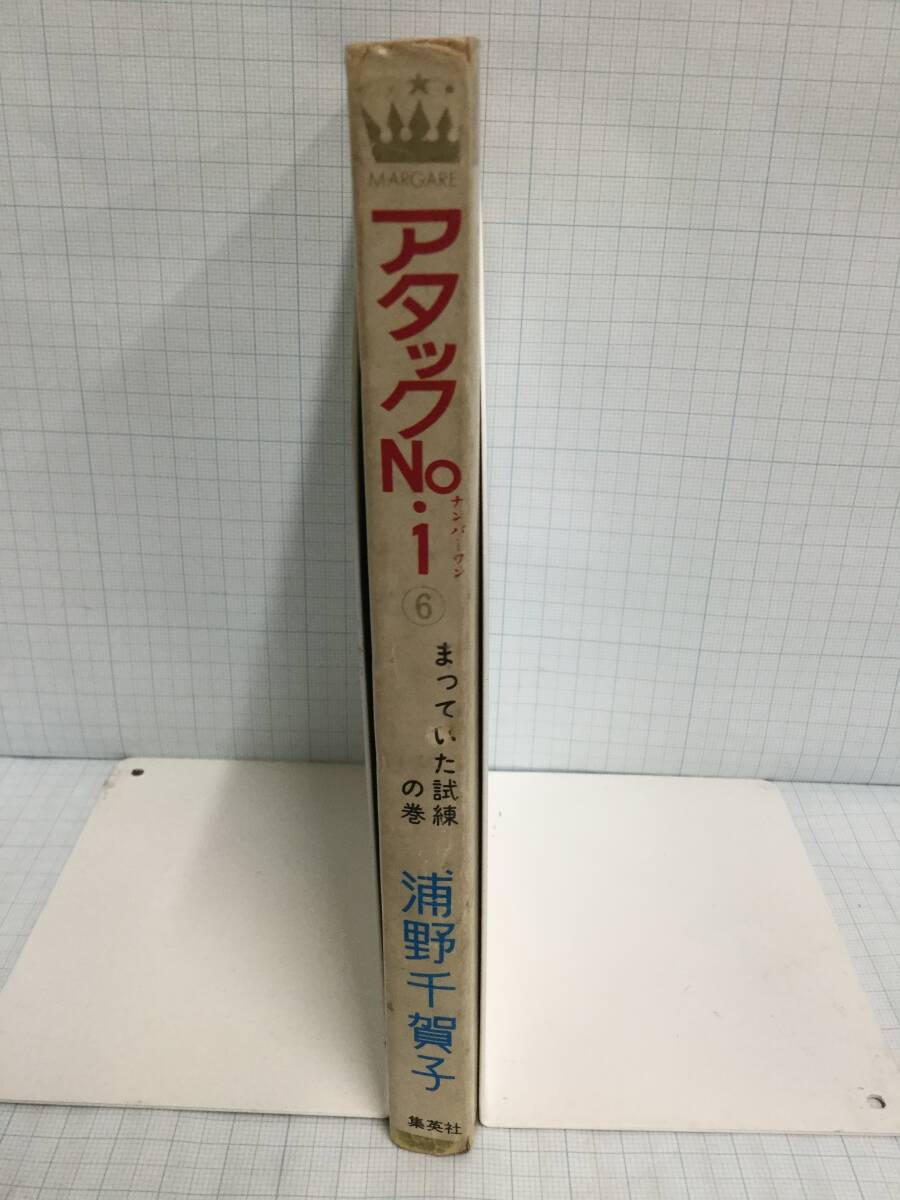 MARGARE
アタックNo.1
ナンバーワン
6
まっていた試練
の巻
浦野千賀子
集英社